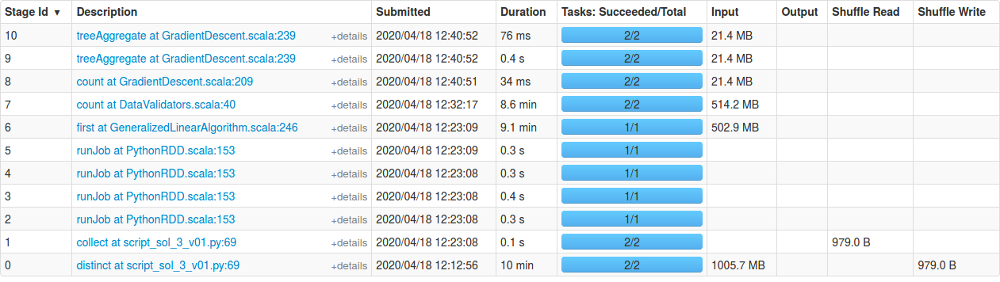 Stage Id ▼ Description Submitted Duration Tasks: Succeeded/Total Input Output Shuffle Read Shuffle Write
10 treeAggregate at GradientDescent.scala:239 +details 2020/04/18 12:40:52 76 ms 2/2 21.4 MB
9 treeAggregate at GradientDescent.scala:239 +details 2020/04/18 12:40:52 0.4 s 2/2 21.4 MB
8 count at GradientDescent.scala:209 +details 2020/04/18 12:40:51 34 ms 2/2 21.4 MB
7 count at DataValidators.scala:40 +details 2020/04/18 12:32:17 8.6 min 2/2 514.2 MB
6 first at GeneralizedLinearAlgorithm.scala:246 +details 2020/04/18 12:23:09 9.1 min 1/1 502.9 MB
5 runJob at PythonRDD.scala:153 +details 2020/04/18 12:23:09 0.3 s 1/1
4 runJob at PythonRDD.scala:153 +details 2020/04/18 12:23:08 0.3 s 1/1
3 runJob at PythonRDD.scala:153 +details 2020/04/18 12:23:08 0.4 s 1/1
2 runJob at PythonRDD.scala:153 +details 2020/04/18 12:23:08 0.3 s 1/1
1 collect at script_sol_3_v01.py:69 +details 2020/04/18 12:23:08 0.1 s 2/2 979.0 B
0 distinct at script_sol_3_v01.py:69 +details 2020/04/18 12:12:56 10 min 2/2 1005.7 MB 979.0 B